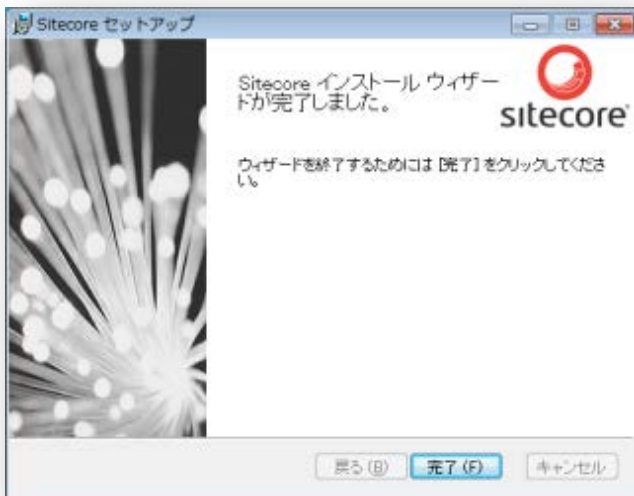 Sitecore セットアップ
Sitecore インストール ウィザー
ドが完了しました。
sitecore
ウィザードを終了するためには [完了] をクリックしてくださ
い。
戻る(B)
完了(F)
キャンセル